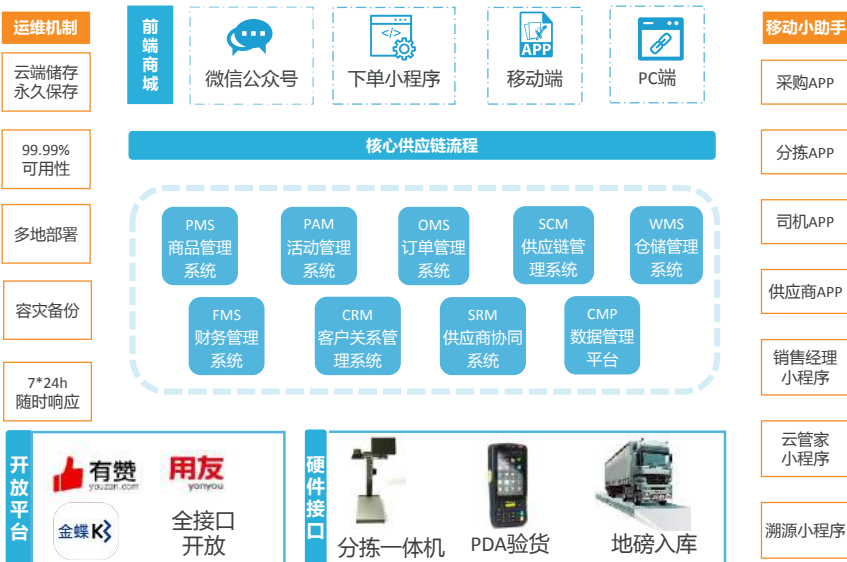 运维机制
云端储存
永久保存
99.99%
可用性
多地部署
容灾备份
7*24h
随时响应
前端商城
微信公众号
</>
下单小程序
APP
移动端
PC端
核心供应链流程
PMS
商品管理
系统
PAM
活动管理
系统
OMS
订单管理
系统
SCM
供应链管
理系统
WMS
仓储管理
系统
FMS
财务管理
系统
CRM
客户关系管
理系统
SRM
供应商协同
系统
CMP
数据管理
平台
开放平台
有赞
youzan.com
用友
yonyou
金蝶K3
全接口
开放
硬件接口
分拣一体机
PDA验货
地磅入库
移动小助手
采购APP
分拣APP
司机APP
供应商APP
销售经理
小程序
云管家
小程序
溯源小程序